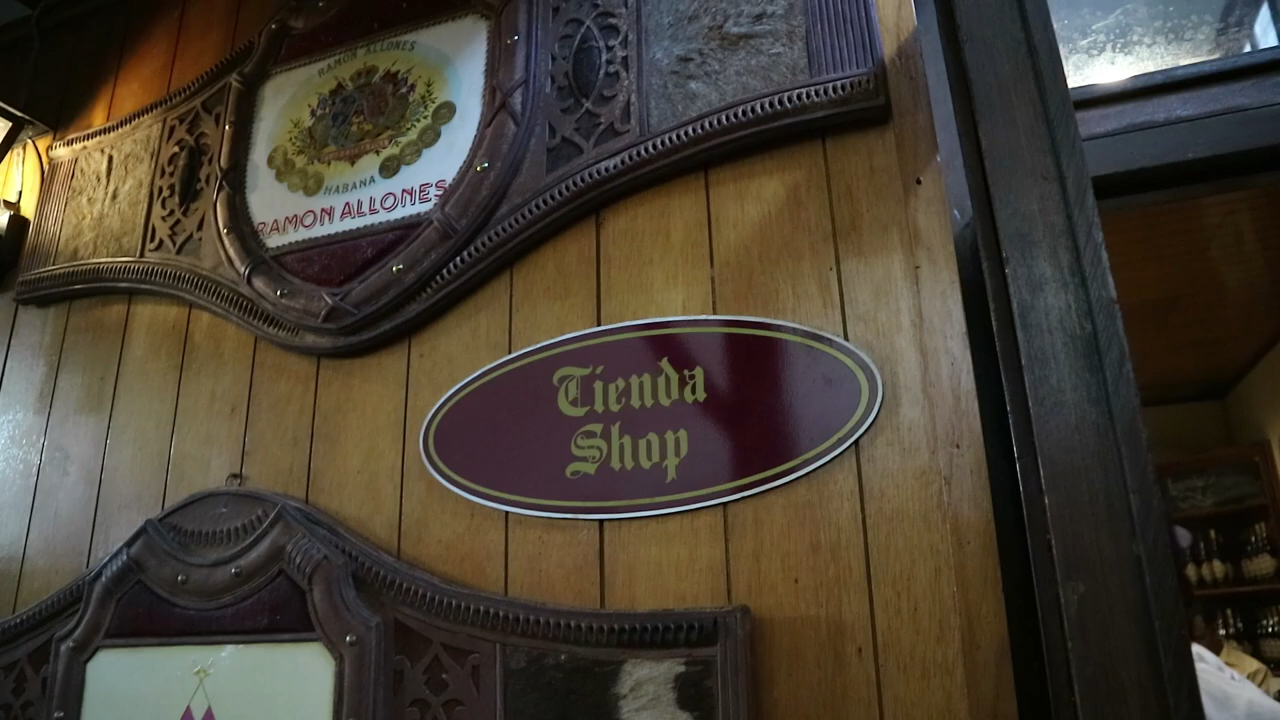 RAMON ALLONES
HABANA
RAMON ALLONES
Tienda
Shop